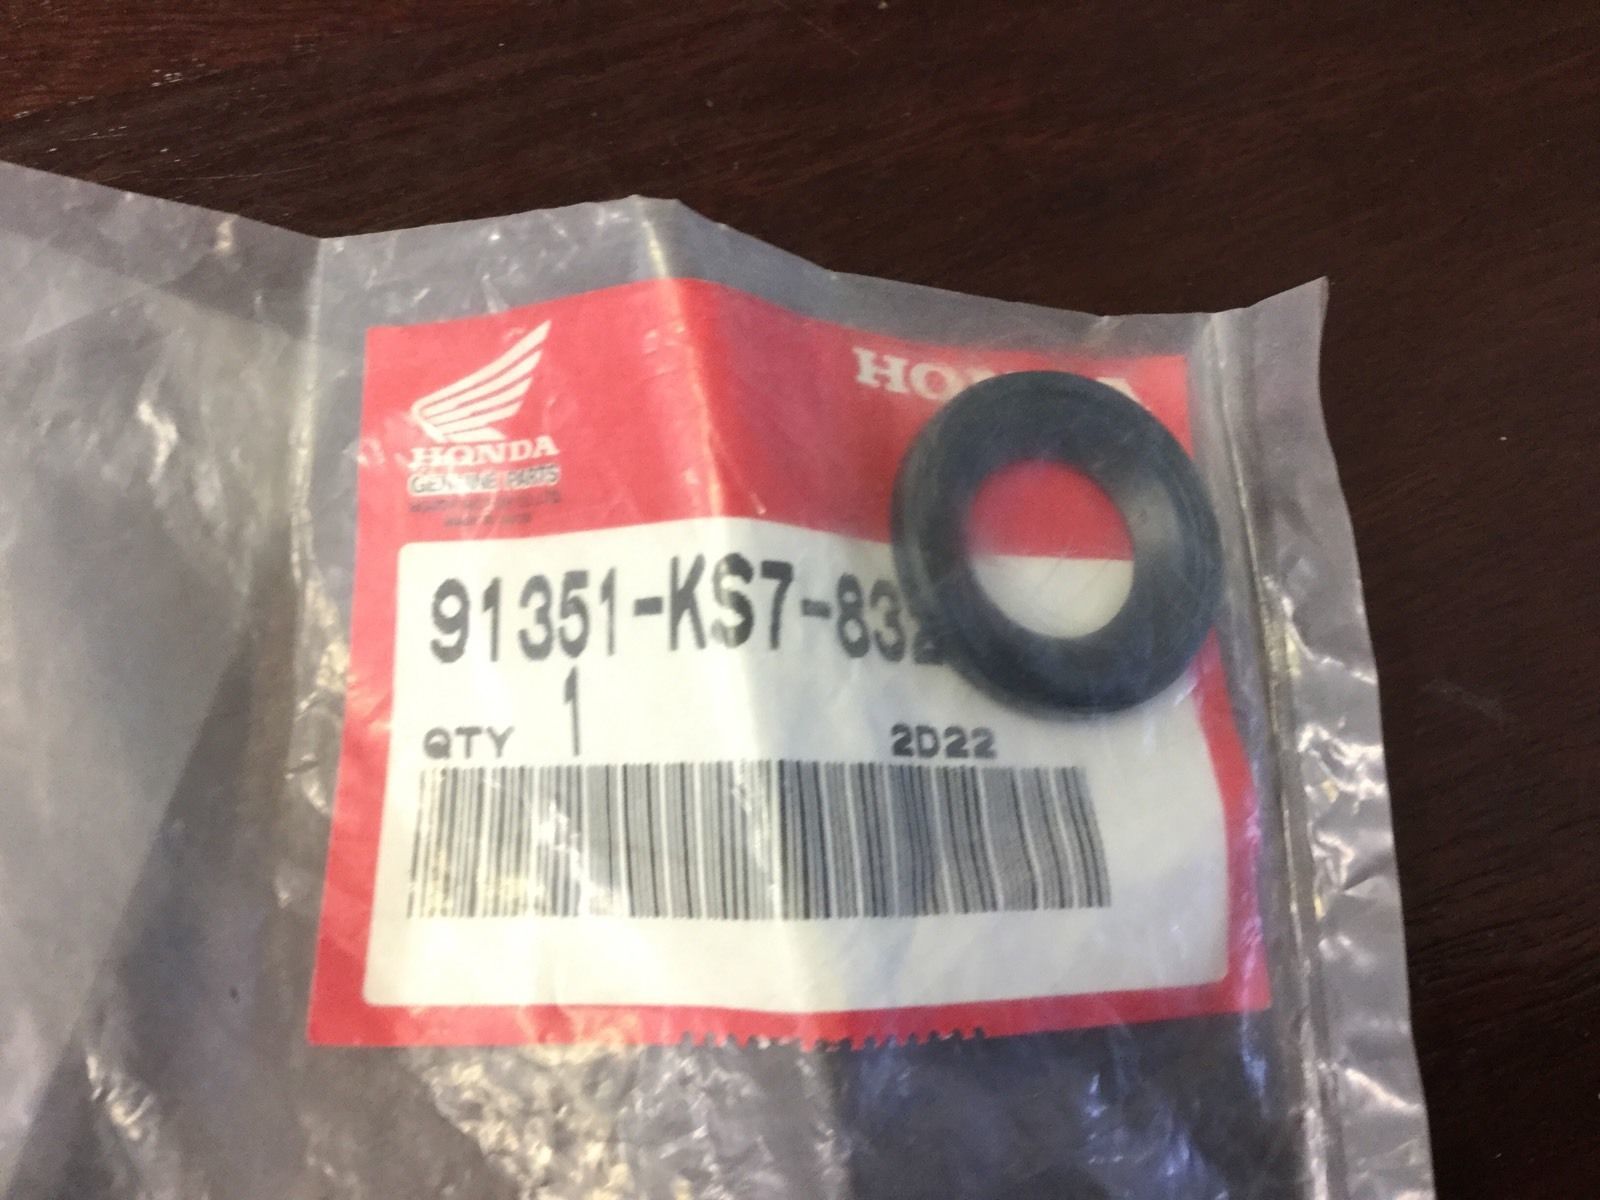 HONDA
HONDA
GENUINE PARTS
91351-KS7-83
QTY 1 2D22